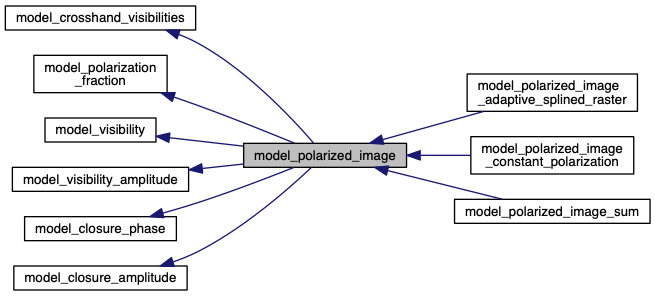 model_crosshand_visibilities
model_polarization
_fraction
model_visibility
model_visibility_amplitude
model_closure_phase
model_closure_amplitude
model_polarized_image
model_polarized_image
_adaptive_splined_raster
model_polarized_image
_constant_polarization
model_polarized_image_sum